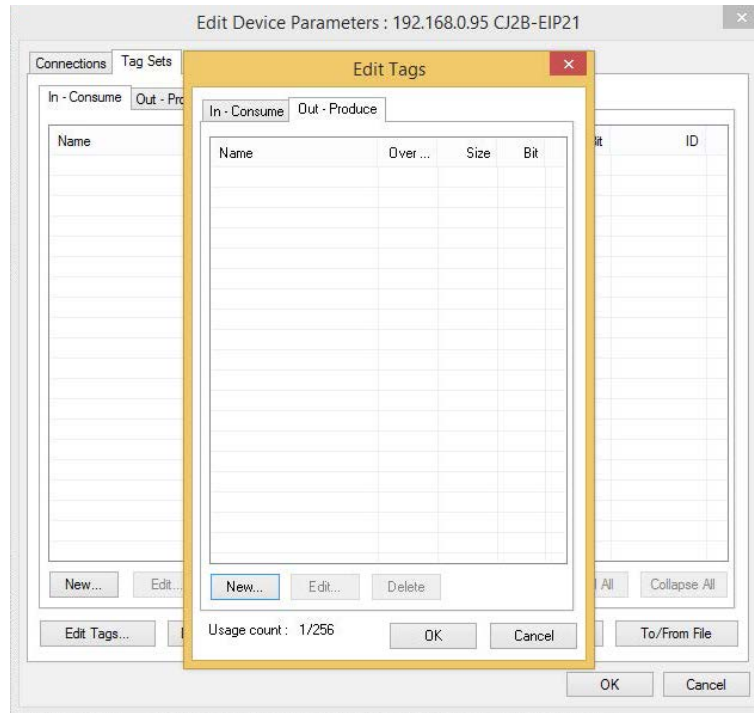 Edit Device Parameters : 192.168.0.95 CJ2B-EIP21
Connections Tag Sets
In - Consume Out - Pro
Name Bit ID
New... Edit...
All Collapse All
Edit Tags... To/From File
OK Cancel
Edit Tags
In - Consume Out - Produce
Name Over ... Size Bit
New... Edit... Delete
Usage count : 1/256 OK Cancel